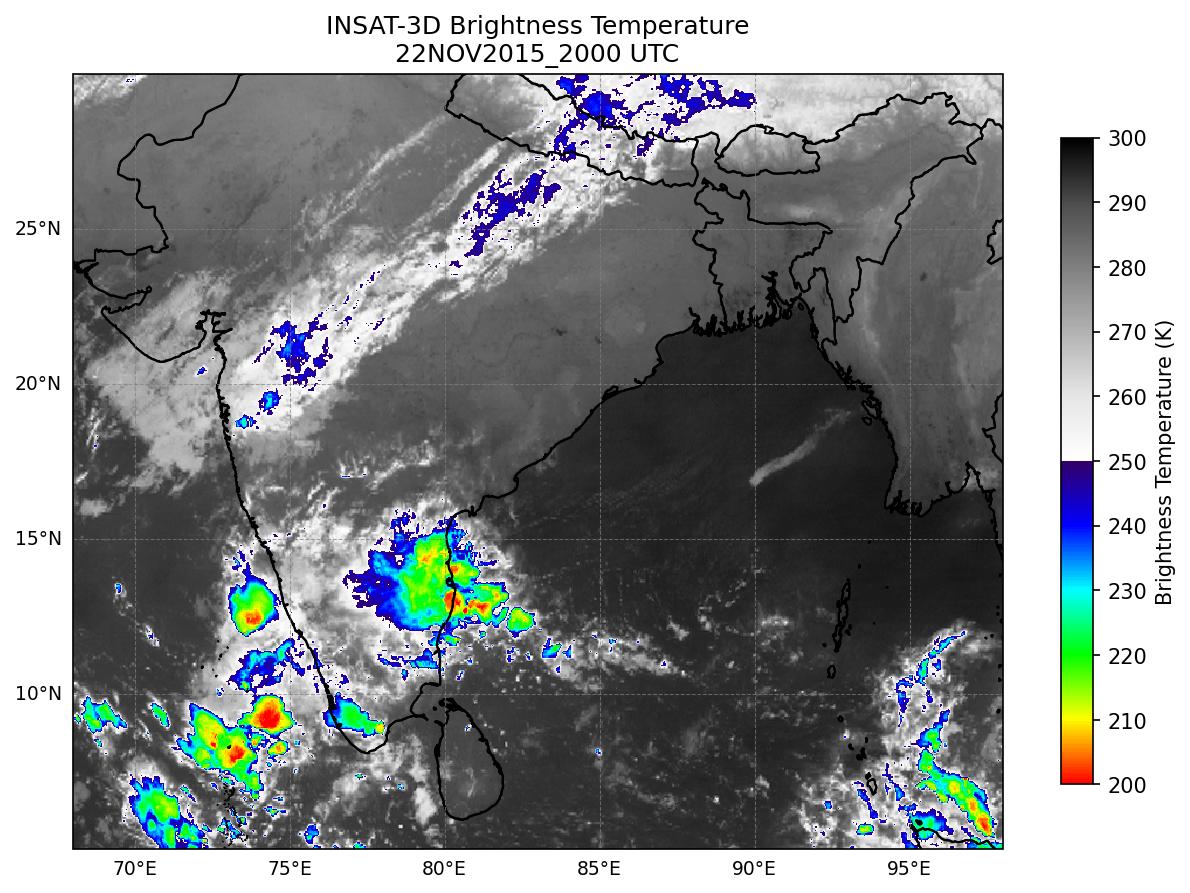 INSAT-3D Brightness Temperature
22NOV2015_2000 UTC
25°N
20°N
15°N
10°N
70°E
75°E
80°E
85°E
90°E
95°E
300
290
280
270
260
250
240
230
220
210
200
Brightness Temperature (K)